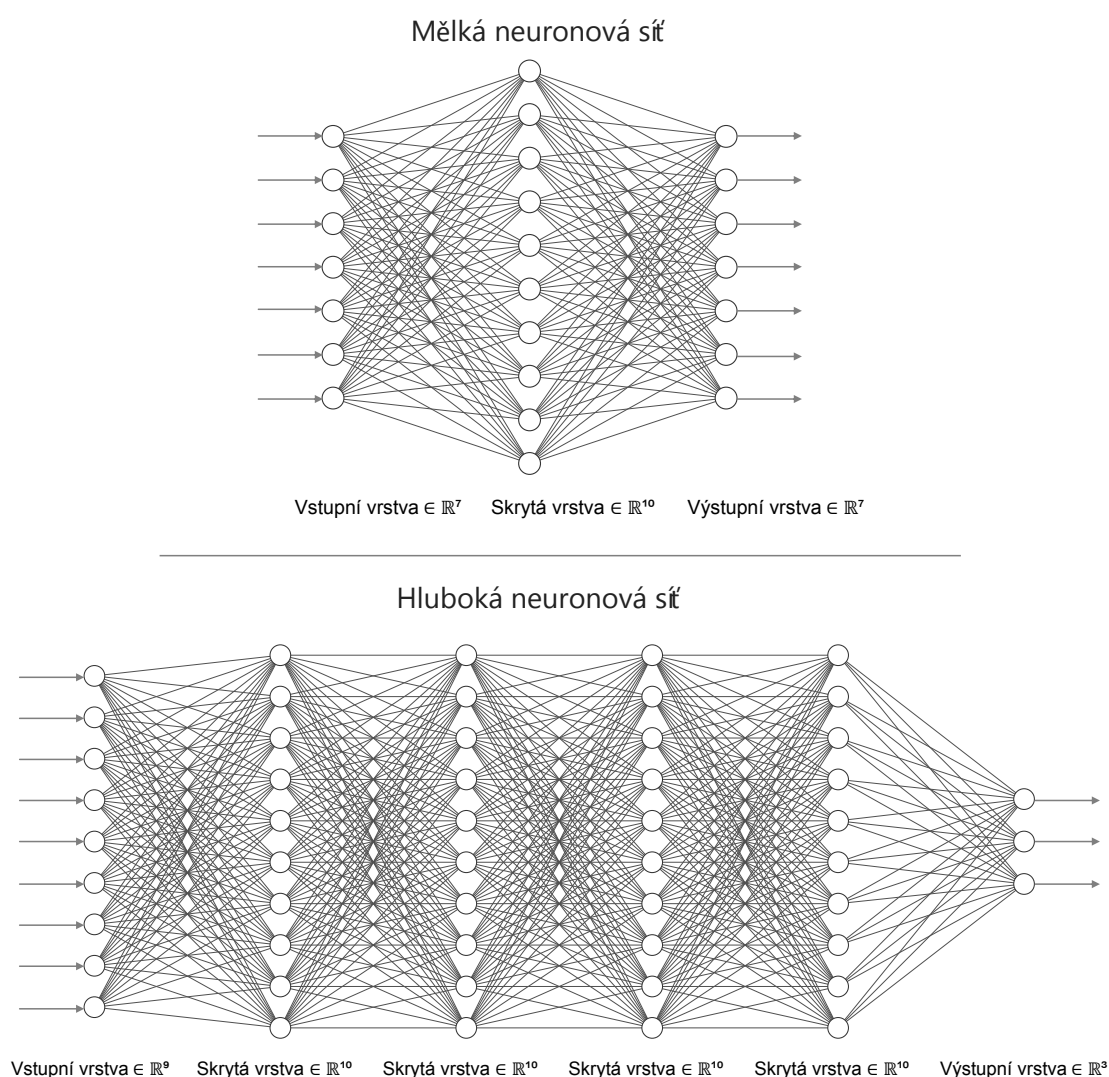 Mělká neuronová síť
Vstupní vrstva ∈ ℝ⁷ Skrytá vrstva ∈ ℝ¹⁰ Výstupní vrstva ∈ ℝ⁷
Hluboká neuronová síť
Vstupní vrstva ∈ ℝ⁹ Skrytá vrstva ∈ ℝ¹⁰ Skrytá vrstva ∈ ℝ¹⁰ Skrytá vrstva ∈ ℝ¹⁰ Skrytá vrstva ∈ ℝ¹⁰ Výstupní vrstva ∈ ℝ³